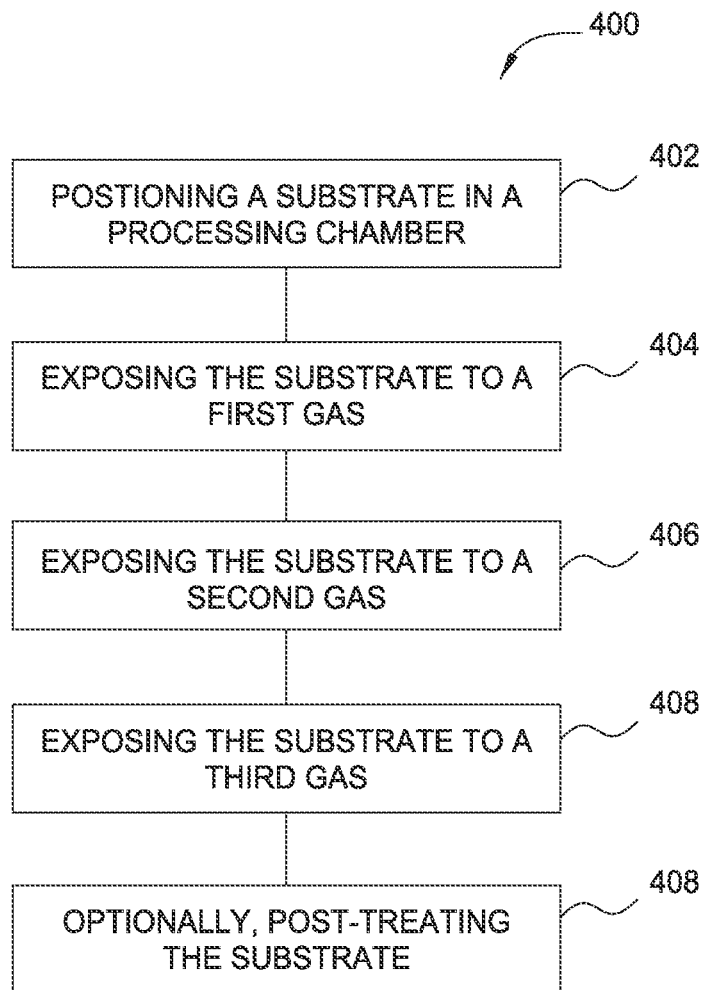 400
402
POSTIONING A SUBSTRATE IN A
PROCESSING CHAMBER
404
EXPOSING THE SUBSTRATE TO A
FIRST GAS
406
EXPOSING THE SUBSTRATE TO A
SECOND GAS
408
EXPOSING THE SUBSTRATE TO A
THIRD GAS
408
OPTIONALLY, POST-TREATING
THE SUBSTRATE